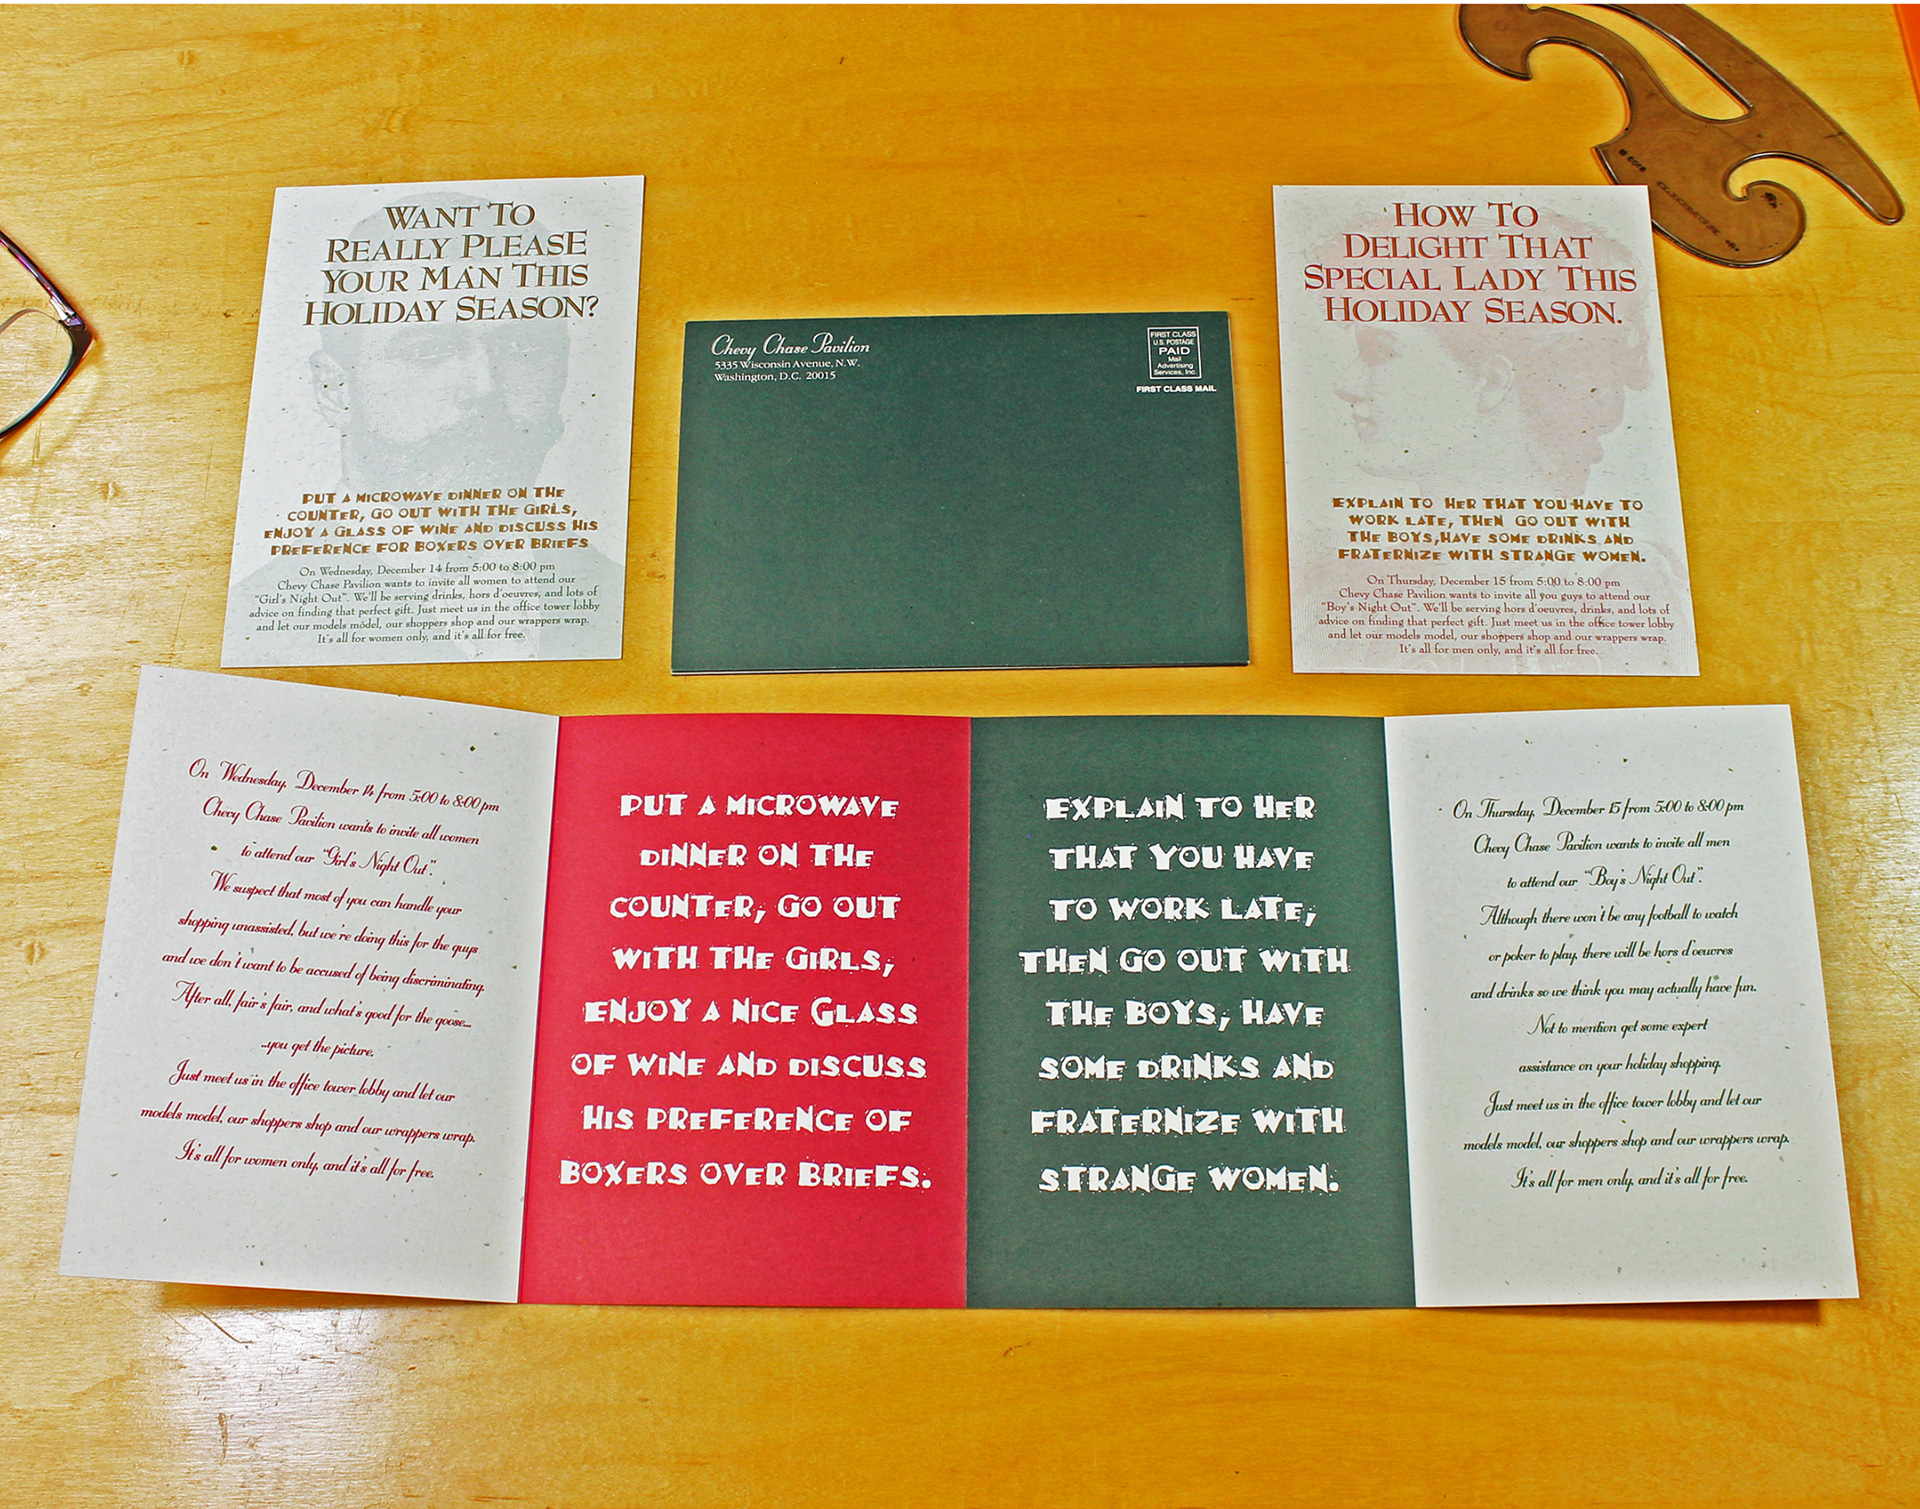 WANT TO
REALLY PLEASE
YOUR MAN THIS
HOLIDAY SEASON?
PUT A MICROWAVE DINNER ON THE
COUNTER, GO OUT WITH THE GIRLS,
ENJOY A GLASS OF WINE AND DISCUSS HIS
PREFERENCE FOR BOXERS OVER BRIEFS
On Wednesday, December 14 from 5:00 to 8:00 pm
Chevy Chase Pavilion wants to invite all women to attend our
"Girl's Night Out". We'll be serving drinks, hors d'oeuvres, and lots of
advice on finding that perfect gift. Just meet us in the office tower lobby
and let our models model, our shoppers shop and our wrappers wrap.
It's all for women only, and it's all for free.
Chevy Chase Pavilion
5335 Wisconsin Avenue, N.W.
Washington, D.C. 20015
FIRST CLASS
U.S. POSTAGE
PAID
Mail
Advertising
Services, Inc.
FIRST CLASS MAIL
HOW TO
DELIGHT THAT
SPECIAL LADY THIS
HOLIDAY SEASON.
EXPLAIN TO HER THAT YOU HAVE TO
WORK LATE, THEN GO OUT WITH
THE BOYS,HAVE SOME DRINKS AND
FRATERNIZE WITH STRANGE WOMEN.
On Thursday, December 15 from 5:00 to 8:00 pm
Chevy Chase Pavilion wants to invite all you guys to attend our
"Boy's Night Out". We'll be serving hors d'oeuvres, drinks, and lots of
advice on finding that perfect gift. Just meet us in the office tower lobby
and let our models model, our shoppers shop and our wrappers wrap.
It's all for men only, and it's all for free.
On Wednesday, December 14 from 5:00 to 8:00 pm
Chevy Chase Pavilion wants to invite all women
to attend our "Girl's Night Out".
We suspect that most of you can handle your
shopping unassisted, but we're doing this for the guys
and we don't want to be accused of being discriminating.
After all, fair's fair, and what's good for the goose...
...you get the picture.
Just meet us in the office tower lobby and let our
models model, our shoppers shop and our wrappers wrap.
It's all for women only, and it's all for free.
PUT A MICROWAVE
DINNER ON THE
COUNTER, GO OUT
WITH THE GIRLS,
ENJOY A NICE GLASS
OF WINE AND DISCUSS
HIS PREFERENCE OF
BOXERS OVER BRIEFS.
EXPLAIN TO HER
THAT YOU HAVE
TO WORK LATE,
THEN GO OUT WITH
THE BOYS, HAVE
SOME DRINKS AND
FRATERNIZE WITH
STRANGE WOMEN.
On Thursday, December 15 from 5:00 to 8:00 pm
Chevy Chase Pavilion wants to invite all men
to attend our "Boy's Night Out".
Although there won't be any football to watch
or poker to play, there will be hors d'oeuvres
and drinks so we think you may actually have fun.
Not to mention get some expert
assistance on your holiday shopping.
Just meet us in the office tower lobby and let our
models model, our shoppers shop and our wrappers wrap.
It's all for men only, and it's all for free.